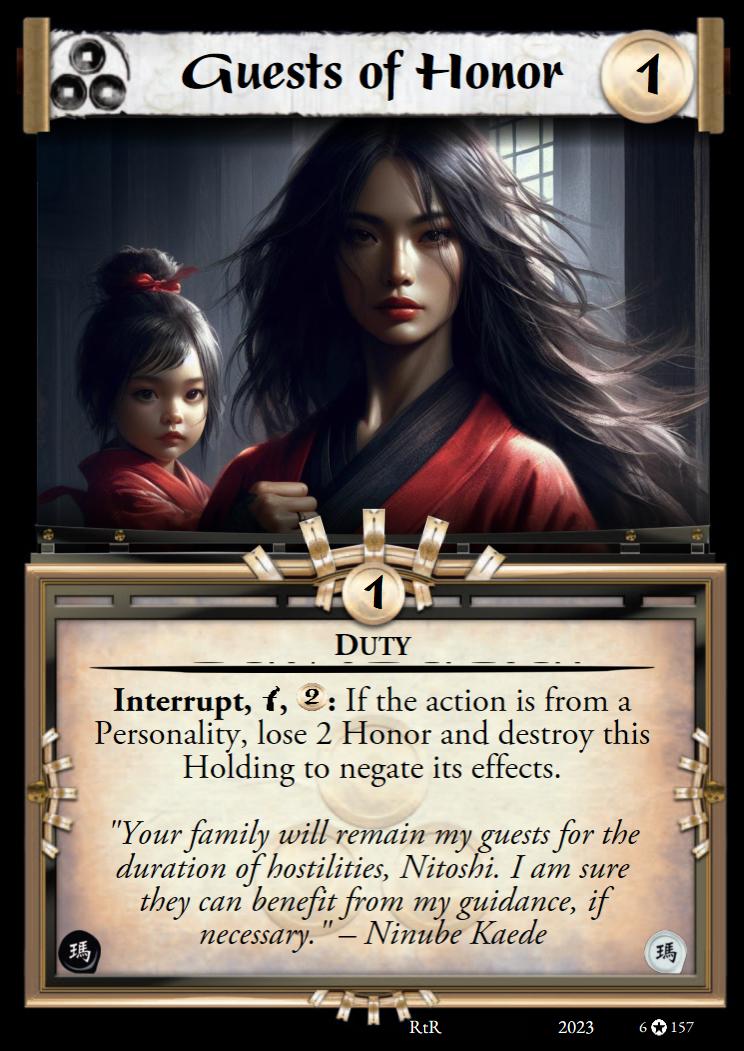 Guests of Honor
1
1
DUTY
Interrupt, , 2: If the action is from a
Personality, lose 2 Honor and destroy this
Holding to negate its effects.
"Your family will remain my guests for the
duration of hostilities, Nitoshi. I am sure
they can benefit from my guidance, if
necessary." – Ninube Kaede
瑪 瑪
RtR 2023 6 ✪ 157